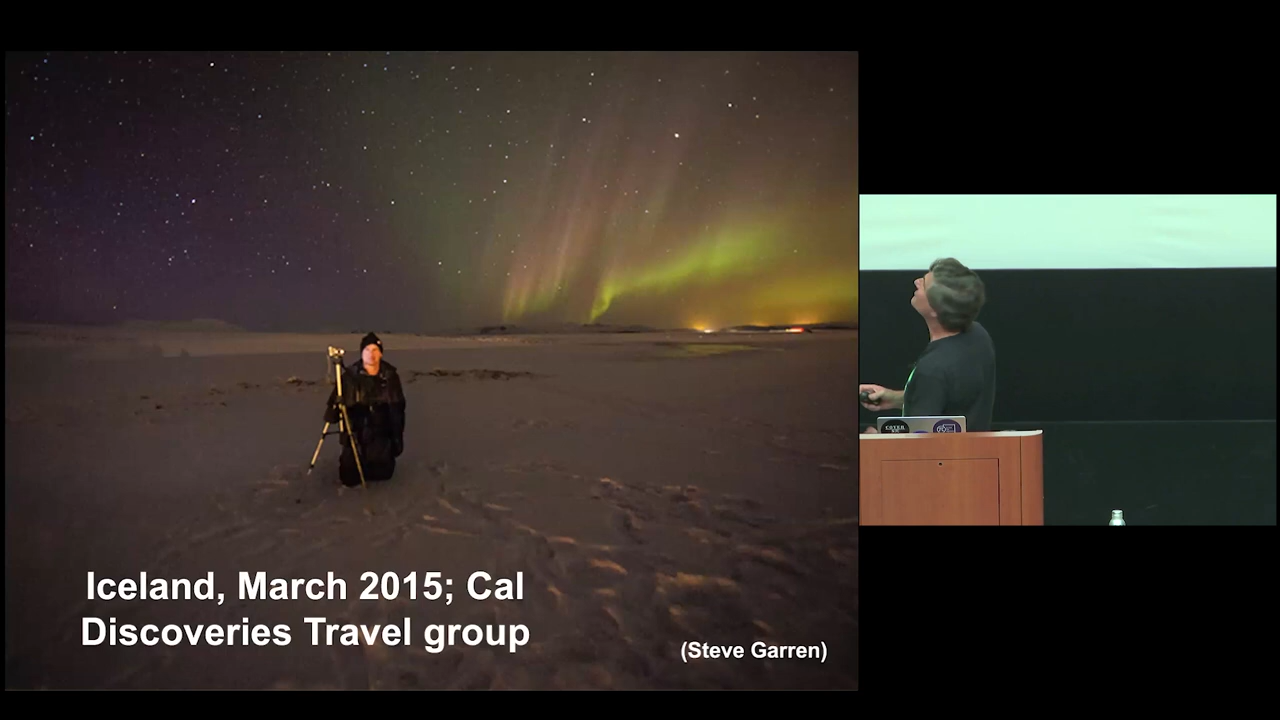 Iceland, March 2015; Cal
Discoveries Travel group
(Steve Garren)